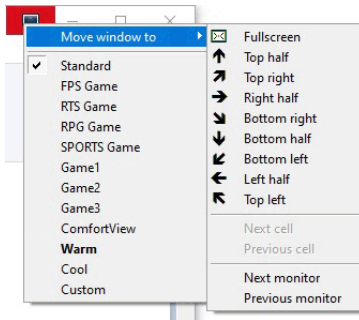 Move window to
Standard
FPS Game
RTS Game
RPG Game
SPORTS Game
Game1
Game2
Game3
ComfortView
Warm
Cool
Custom
Fullscreen
Top half
Top right
Right half
Bottom right
Bottom half
Bottom left
Left half
Top left
Next cell
Previous cell
Next monitor
Previous monitor